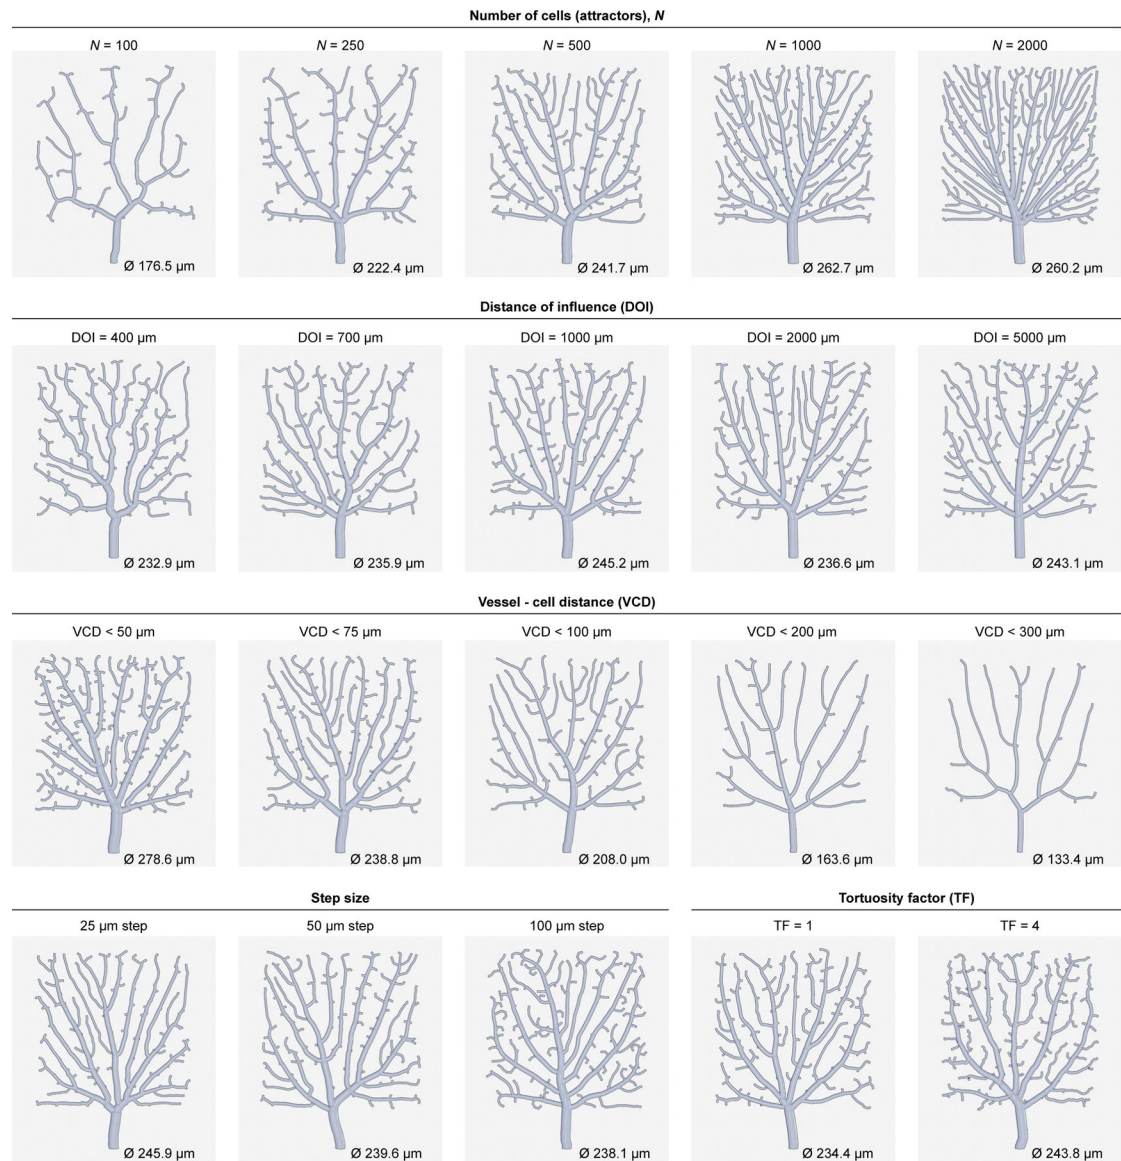 Number of cells (attractors), N
N = 100 N = 250 N = 500 N = 1000 N = 2000
Ø 176.5 µm Ø 222.4 µm Ø 241.7 µm Ø 262.7 µm Ø 260.2 µm
Distance of influence (DOI)
DOI = 400 µm DOI = 700 µm DOI = 1000 µm DOI = 2000 µm DOI = 5000 µm
Ø 232.9 µm Ø 235.9 µm Ø 245.2 µm Ø 236.6 µm Ø 243.1 µm
Vessel - cell distance (VCD)
VCD < 50 µm VCD < 75 µm VCD < 100 µm VCD < 200 µm VCD < 300 µm
Ø 278.6 µm Ø 238.8 µm Ø 208.0 µm Ø 163.6 µm Ø 133.4 µm
Step size Tortuosity factor (TF)
25 µm step 50 µm step 100 µm step TF = 1 TF = 4
Ø 245.9 µm Ø 239.6 µm Ø 238.1 µm Ø 234.4 µm Ø 243.8 µm